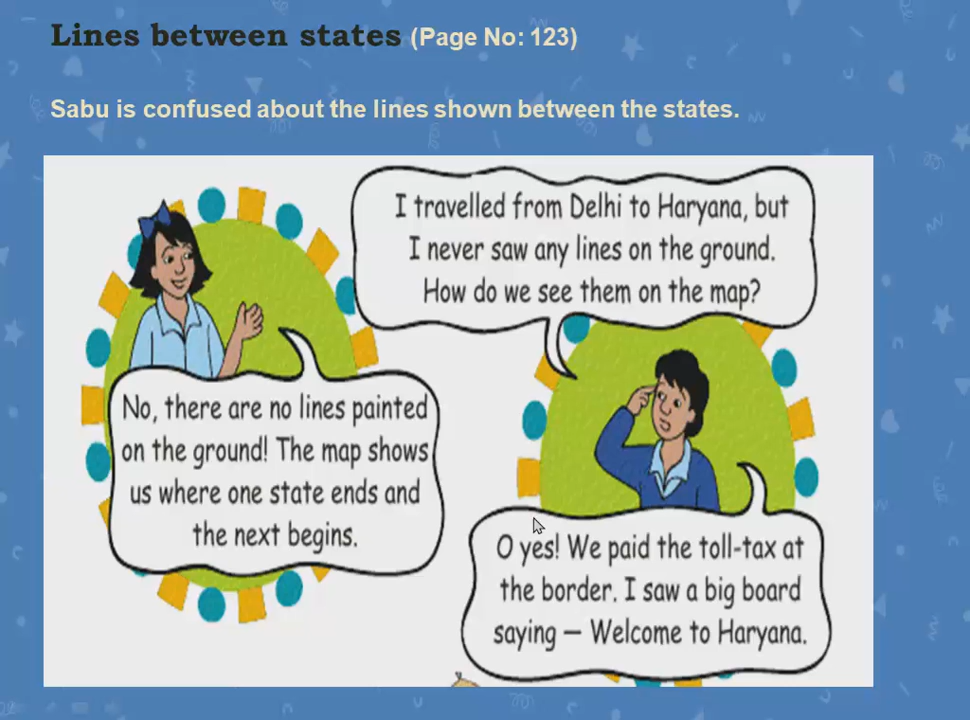 Lines between states (Page No: 123)
Sabu is confused about the lines shown between the states.
I travelled from Delhi to Haryana, but
I never saw any lines on the ground.
How do we see them on the map?
No, there are no lines painted
on the ground! The map shows
us where one state ends and
the next begins.
O yes! We paid the toll-tax at
the border. I saw a big board
saying – Welcome to Haryana.